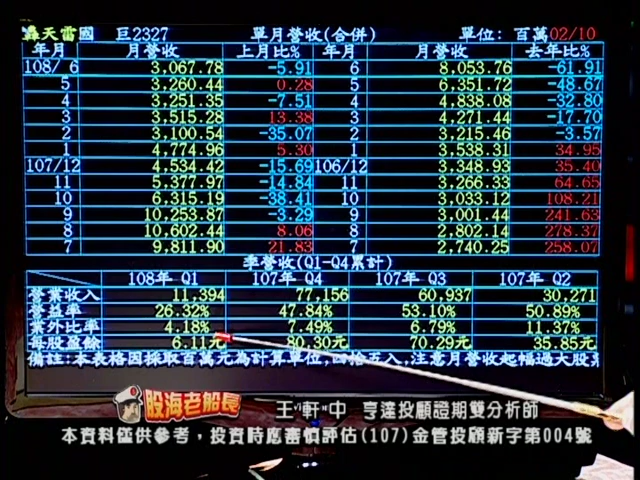 轟天雷國 巨2327 單月營收(合併) 單位: 百萬 02/10
年月 月營收 上月比% 年月 月營收 去年比%
108/ 6 3,067.78 -5.91 6 8,053.76 -61.91
5 3,260.44 0.28 5 6,351.72 -48.67
4 3,251.35 -7.51 4 4,838.08 -32.80
3 3,515.28 13.38 3 4,271.44 -17.70
2 3,100.54 -35.07 2 3,215.46 -3.57
1 4,774.96 5.30 1 3,538.31 34.95
107/12 4,534.42 -15.69 106/12 3,348.93 35.40
11 5,377.97 -14.84 11 3,266.33 64.65
10 6,315.19 -38.41 10 3,033.12 108.21
9 10,253.87 -3.29 9 3,001.44 241.63
8 10,602.44 8.06 8 2,802.14 278.37
7 9,811.90 21.83 7 2,740.25 258.07
季營收(Q1-Q4累計)
108年 Q1 107年 Q4 107年 Q3 107年 Q2
營業收入 11,394 77,156 60,937 30,271
營益率 26.32% 47.84% 53.10% 50.89%
業外比率 4.18% 7.49% 6.79% 11.37%
每股盈餘 6.11元 80.30元 70.29元 35.85元
備註:本表格因採取百萬元為計算單位,四捨五入,注意月營收起幅過大股
股海老船長 王"軒"中 亨達投顧證期雙分析師
本資料僅供參考,投資時應審慎評估(107)金管投顧新字第004號